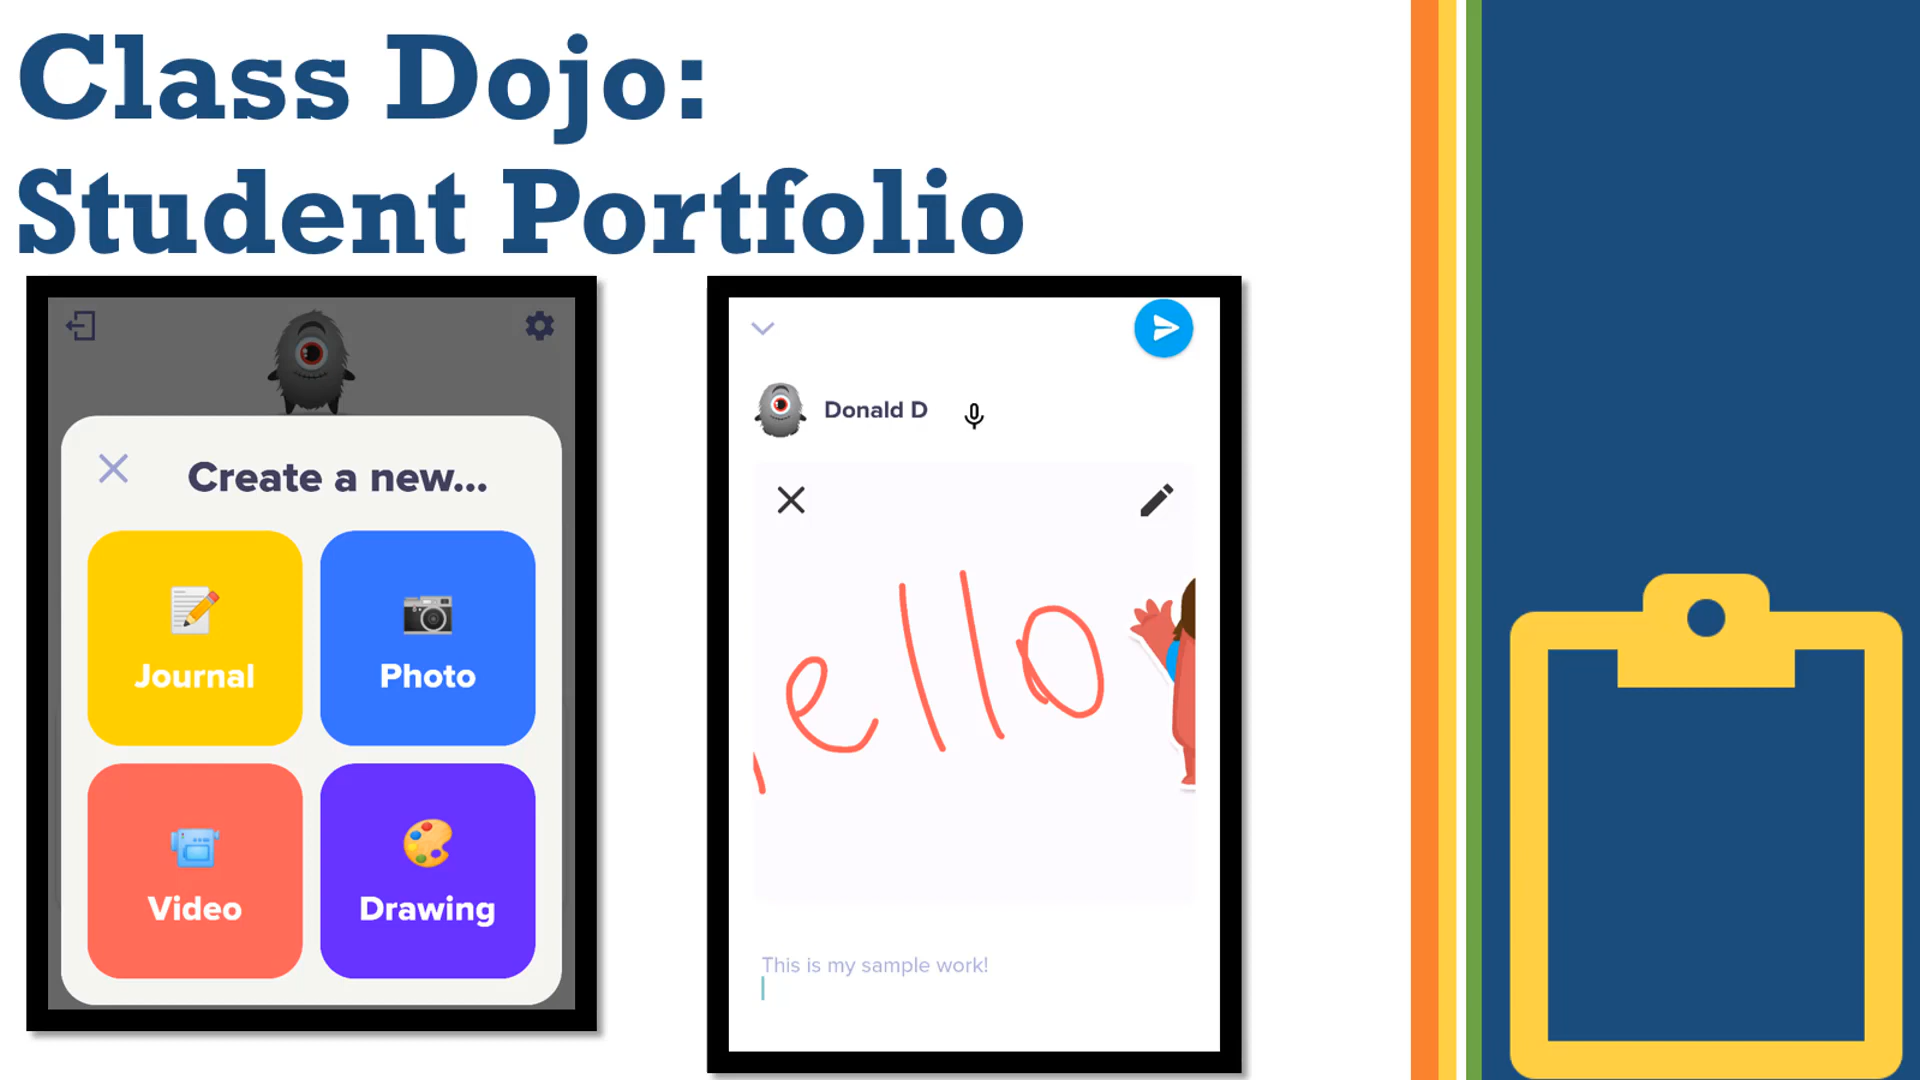 Class Dojo:
Student Portfolio
Create a new...
Journal
Photo
Video
Drawing
Donald D
ello
This is my sample work!